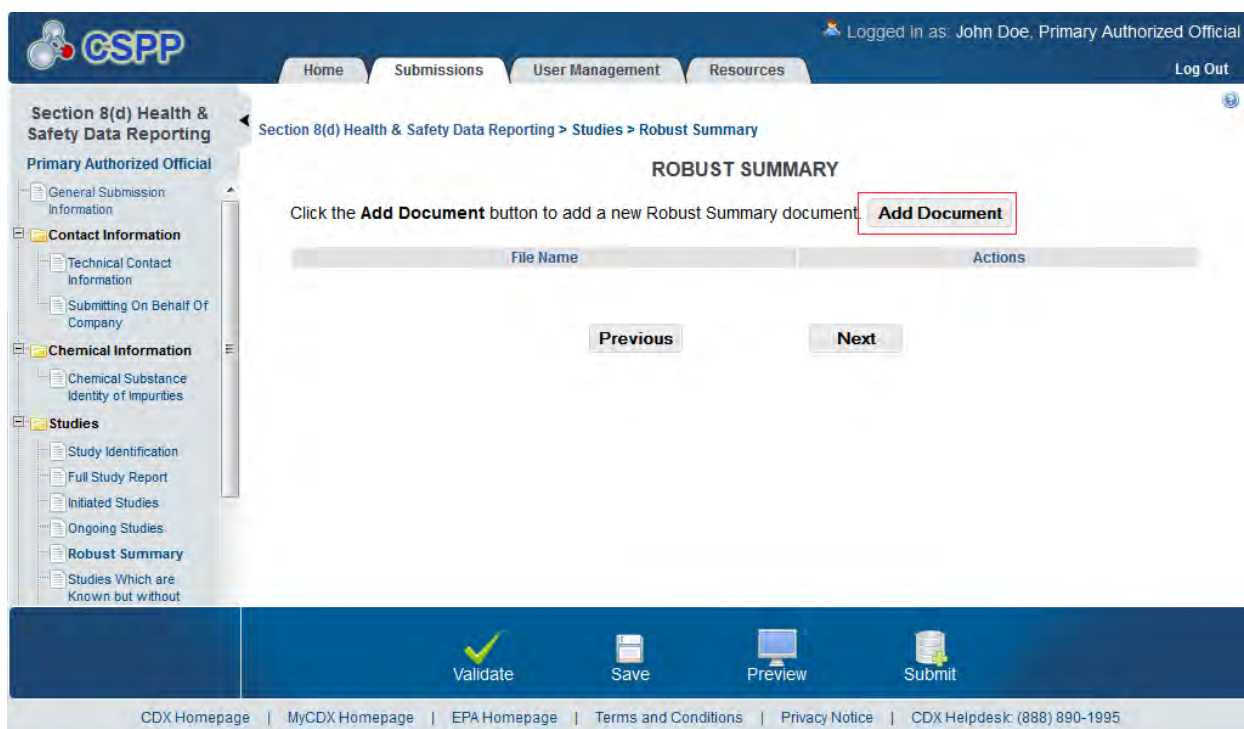 CSPP
Logged in as: John Doe, Primary Authorized Official
Home Submissions User Management Resources
Log Out
Section 8(d) Health &
Safety Data Reporting
Primary Authorized Official
General Submission
Information
Contact Information
Technical Contact
Information
Submitting On Behalf Of
Company
Chemical Information
Chemical Substance
Identity of Impurities
Studies
Study Identification
Full Study Report
Initiated Studies
Ongoing Studies
Robust Summary
Studies Which are
Known but without
Section 8(d) Health & Safety Data Reporting > Studies > Robust Summary
ROBUST SUMMARY
Click the Add Document button to add a new Robust Summary document. Add Document
File Name Actions
Previous Next
Validate Save Preview Submit
CDX Homepage | MyCDX Homepage | EPA Homepage | Terms and Conditions | Privacy Notice | CDX Helpdesk: (888) 890-1995